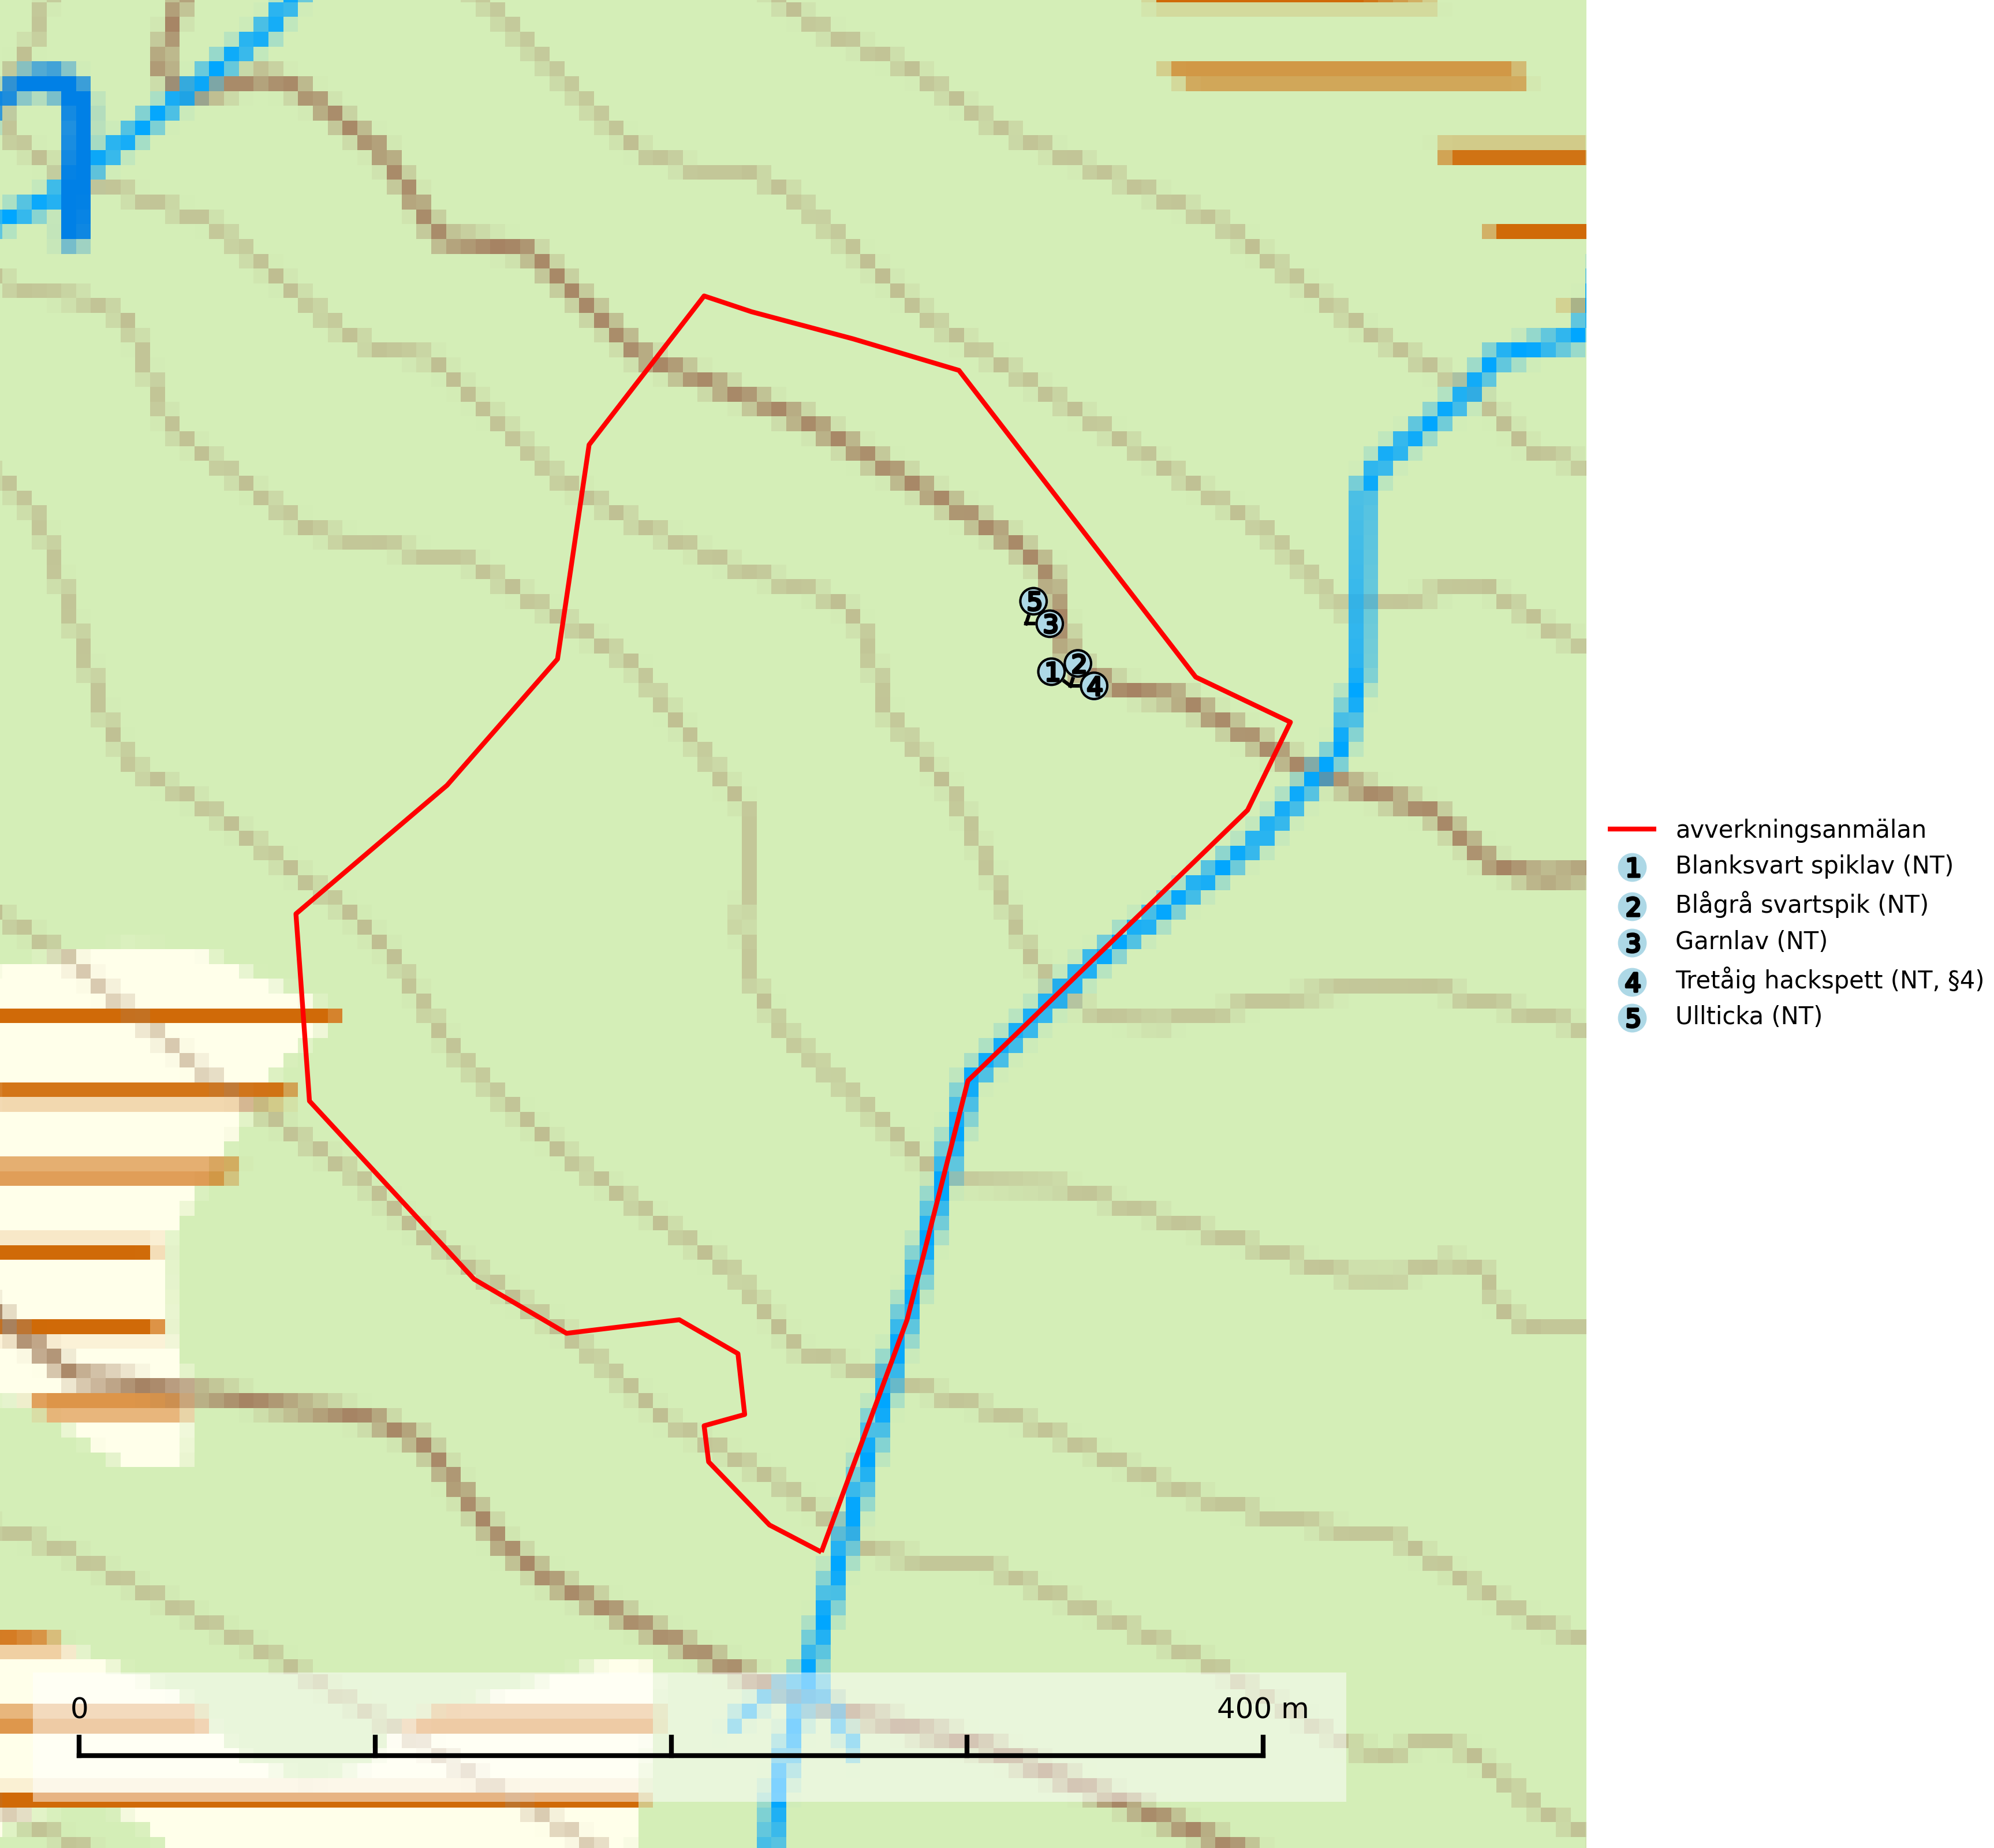 5
3
2
1
4
avverkningsanmälan
1 Blanksvart spiklav (NT)
2 Blågrå svartspik (NT)
3 Garnlav (NT)
4 Tretåig hackspett (NT, §4)
5 Ullticka (NT)
0 400 m